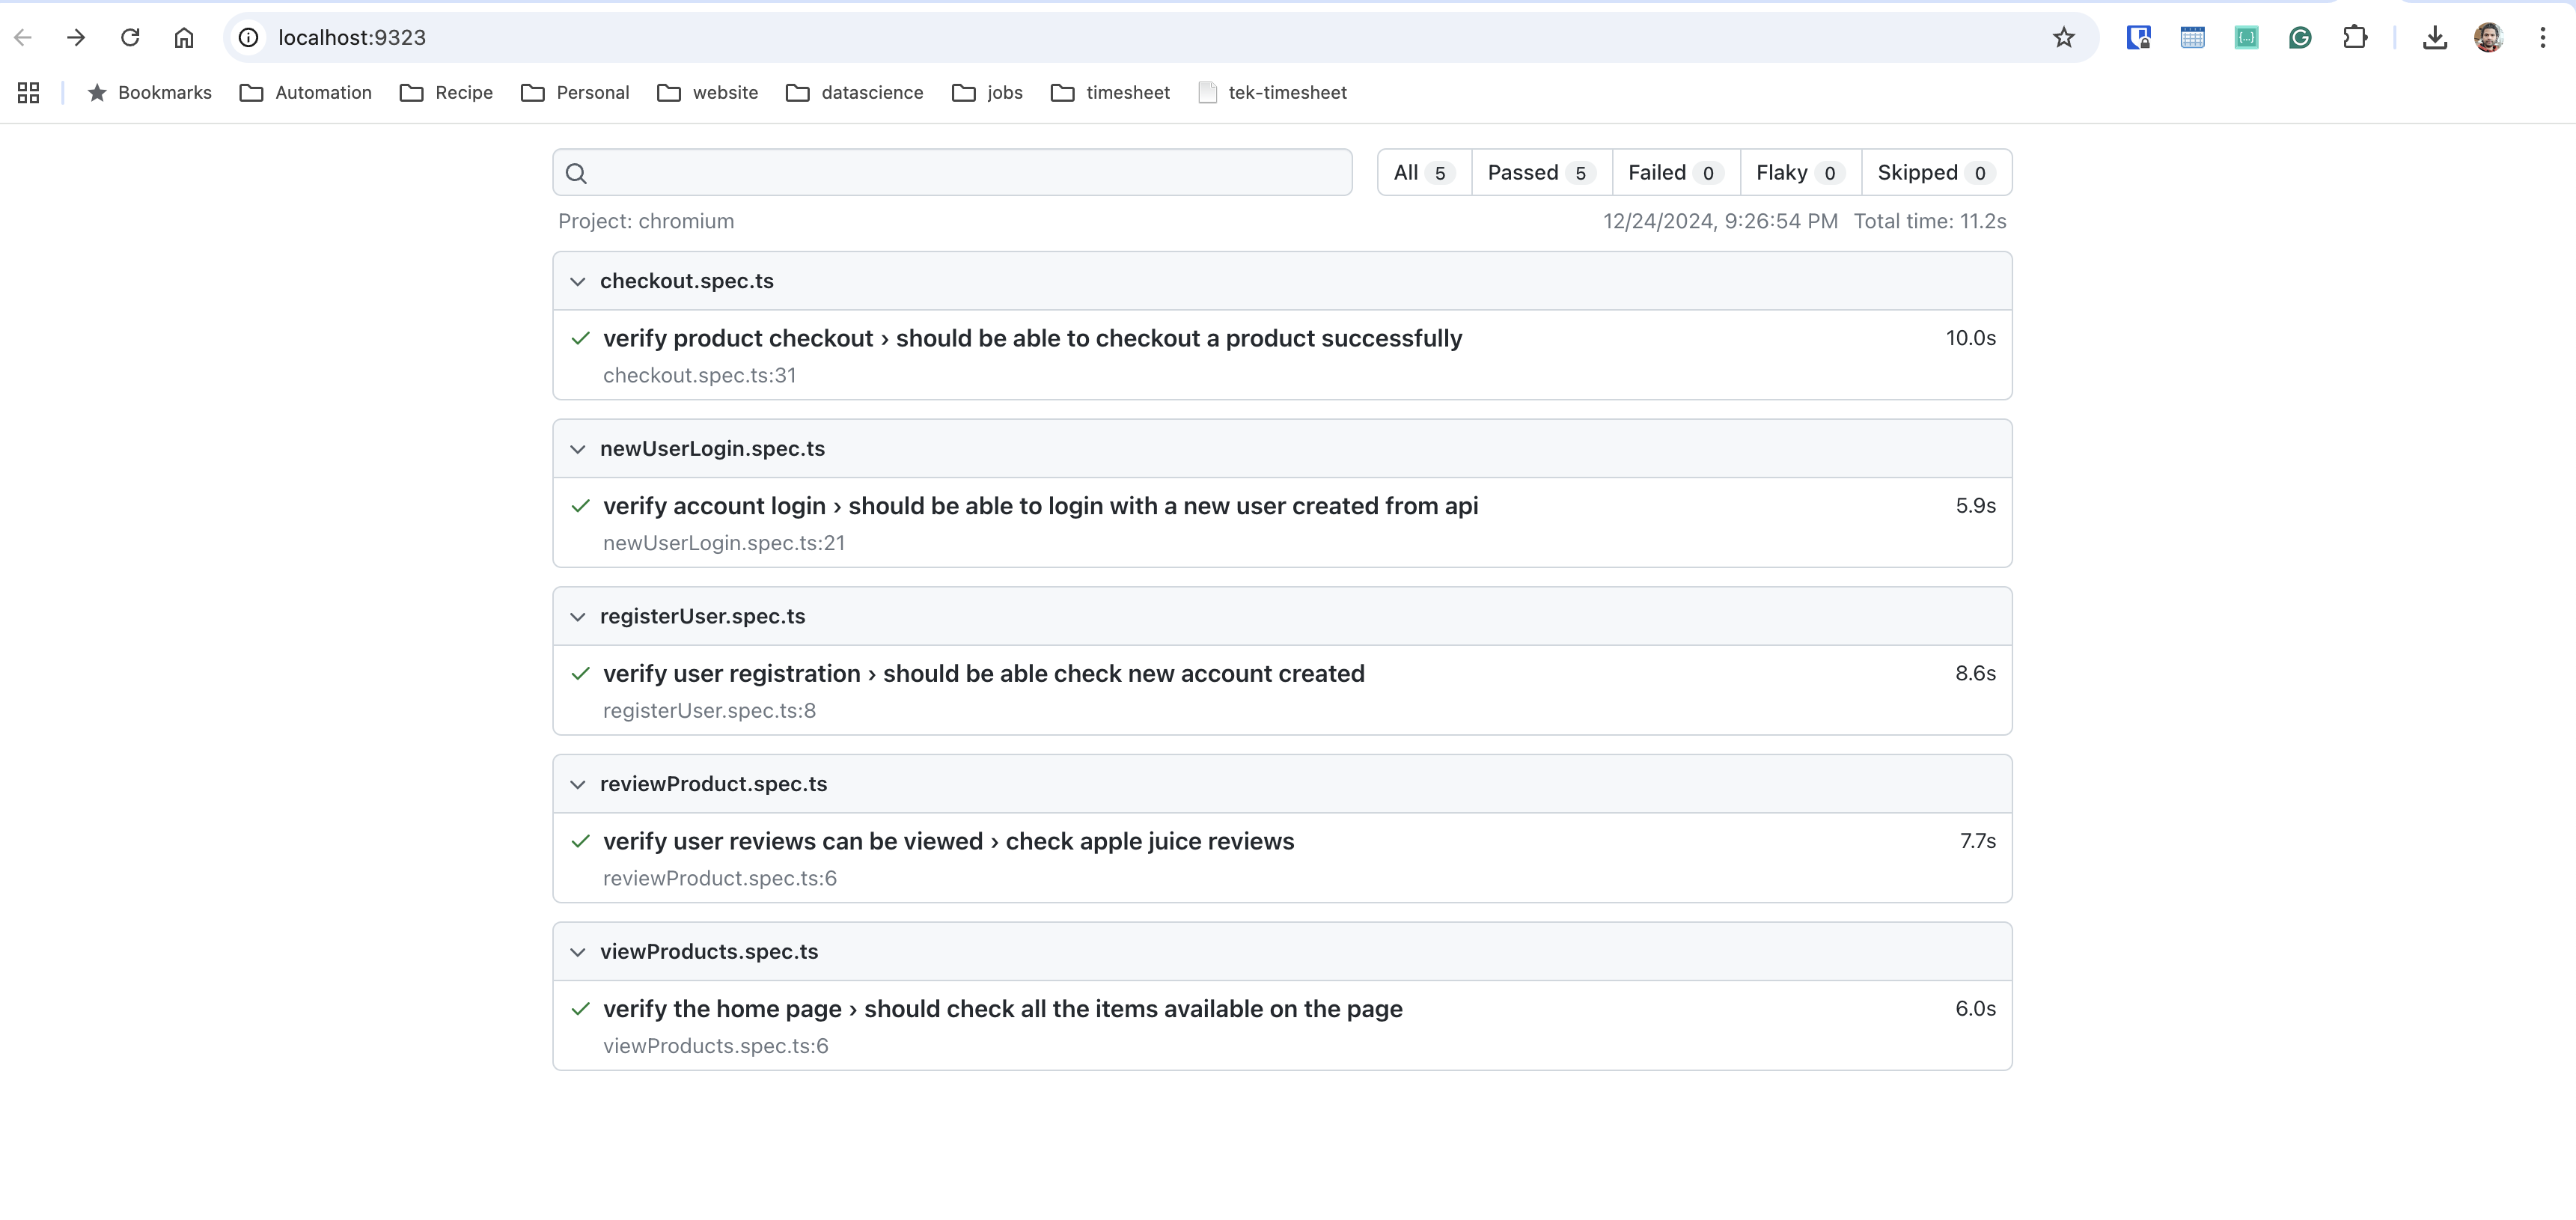 localhost:9323
Bookmarks Automation Recipe Personal website datascience jobs timesheet tek-timesheet
All 5 Passed 5 Failed 0 Flaky 0 Skipped 0
Project: chromium 12/24/2024, 9:26:54 PM Total time: 11.2s
checkout.spec.ts
verify product checkout › should be able to checkout a product successfully 10.0s
checkout.spec.ts:31
newUserLogin.spec.ts
verify account login › should be able to login with a new user created from api 5.9s
newUserLogin.spec.ts:21
registerUser.spec.ts
verify user registration › should be able check new account created 8.6s
registerUser.spec.ts:8
reviewProduct.spec.ts
verify user reviews can be viewed › check apple juice reviews 7.7s
reviewProduct.spec.ts:6
viewProducts.spec.ts
verify the home page › should check all the items available on the page 6.0s
viewProducts.spec.ts:6